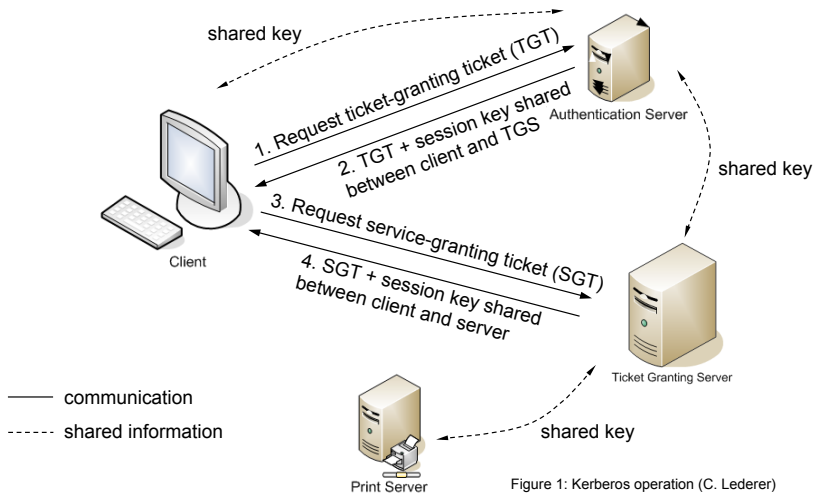 shared key
1. Request ticket-granting ticket (TGT)
Authentication Server
2. TGT + session key shared
between client and TGS
shared key
3. Request service-granting ticket (SGT)
Client
4. SGT + session key shared
between client and server
Ticket Granting Server
communication
shared information
shared key
Print Server
Figure 1: Kerberos operation (C. Lederer)